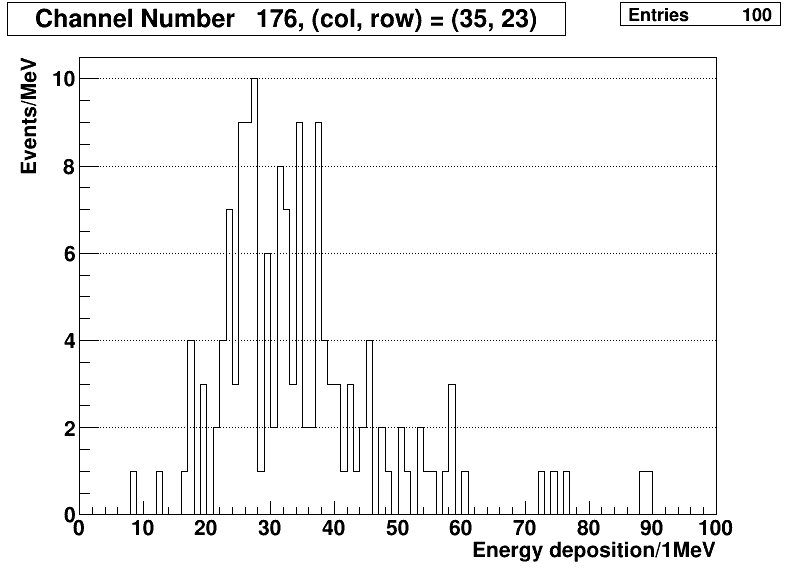 Channel Number 176, (col, row) = (35, 23)
Entries 100
Events/MeV
10
8
6
4
2
0
0 10 20 30 40 50 60 70 80 90 100
Energy deposition/1MeV